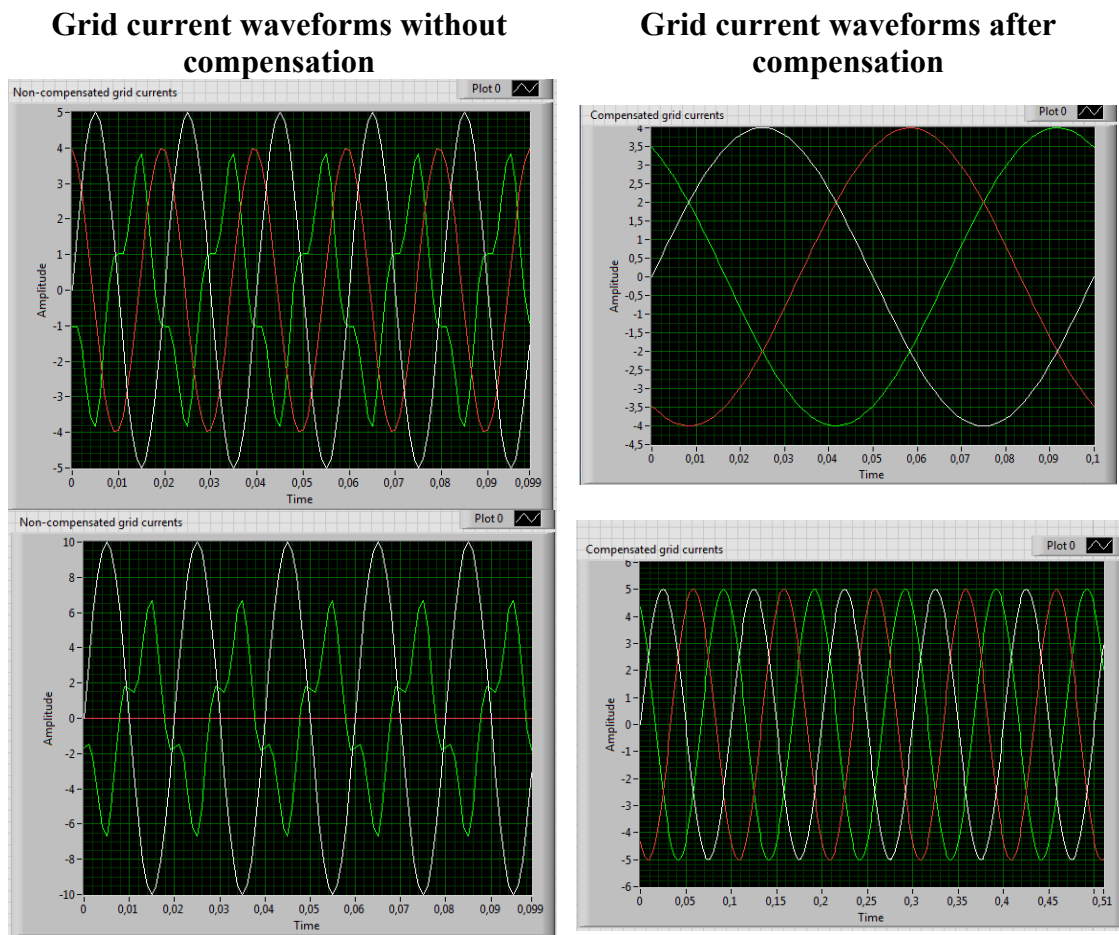 Grid current waveforms without
compensation
Grid current waveforms after
compensation
Non-compensated grid currents
Plot 0
5
4
3
2
1
0
-1
-2
-3
-4
-5
Amplitude
0 0,01 0,02 0,03 0,04 0,05 0,06 0,07 0,08 0,09 0,099
Time
Compensated grid currents
Plot 0
4
3,5
3
2,5
2
1,5
1
0
-0,5
-1
-1,5
-2
-3
-3,5
-4
-4,5
Amplitude
0 0,01 0,02 0,03 0,04 0,05 0,06 0,07 0,08 0,09 0,1
Time
Non-compensated grid currents
Plot 0
10
8
6
4
2
0
-2
-4
-6
-8
-10
Amplitude
0 0,01 0,02 0,03 0,04 0,05 0,06 0,07 0,08 0,09 0,099
Time
Compensated grid currents
Plot 0
6
5
4
3
2
1
0
-1
-2
-3
-4
-5
-6
Amplitude
0 0,05 0,1 0,15 0,2 0,25 0,3 0,35 0,4 0,45 0,51
Time